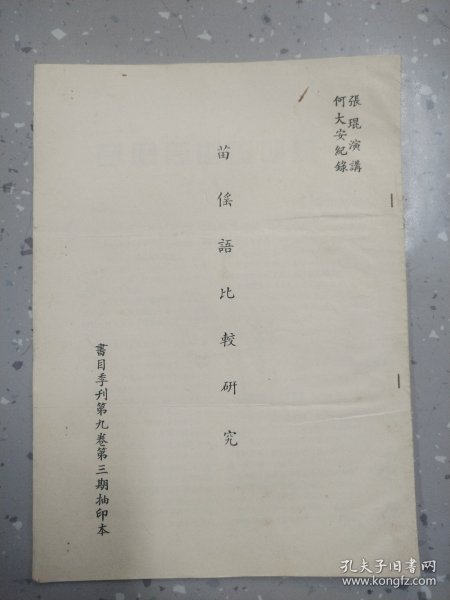 張琨演講
何大安紀錄
苗傜語比較研究
書目季刊第九卷第三期抽印本
孔夫子旧书网
www.kongfz.com